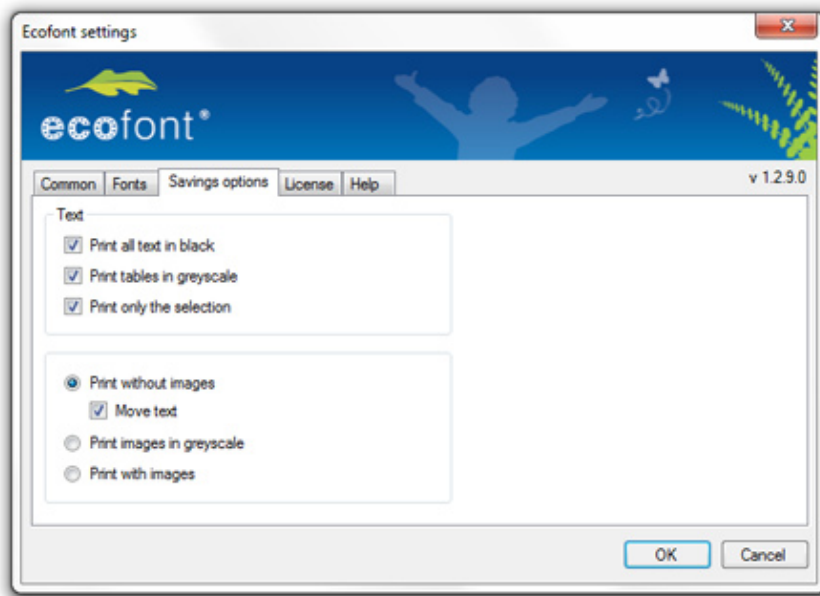 Ecofont settings
ecofont®
Common Fonts Savings options License Help
v 1.2.9.0
Text
Print all text in black
Print tables in greyscale
Print only the selection
Print without images
Move text
Print images in greyscale
Print with images
OK Cancel